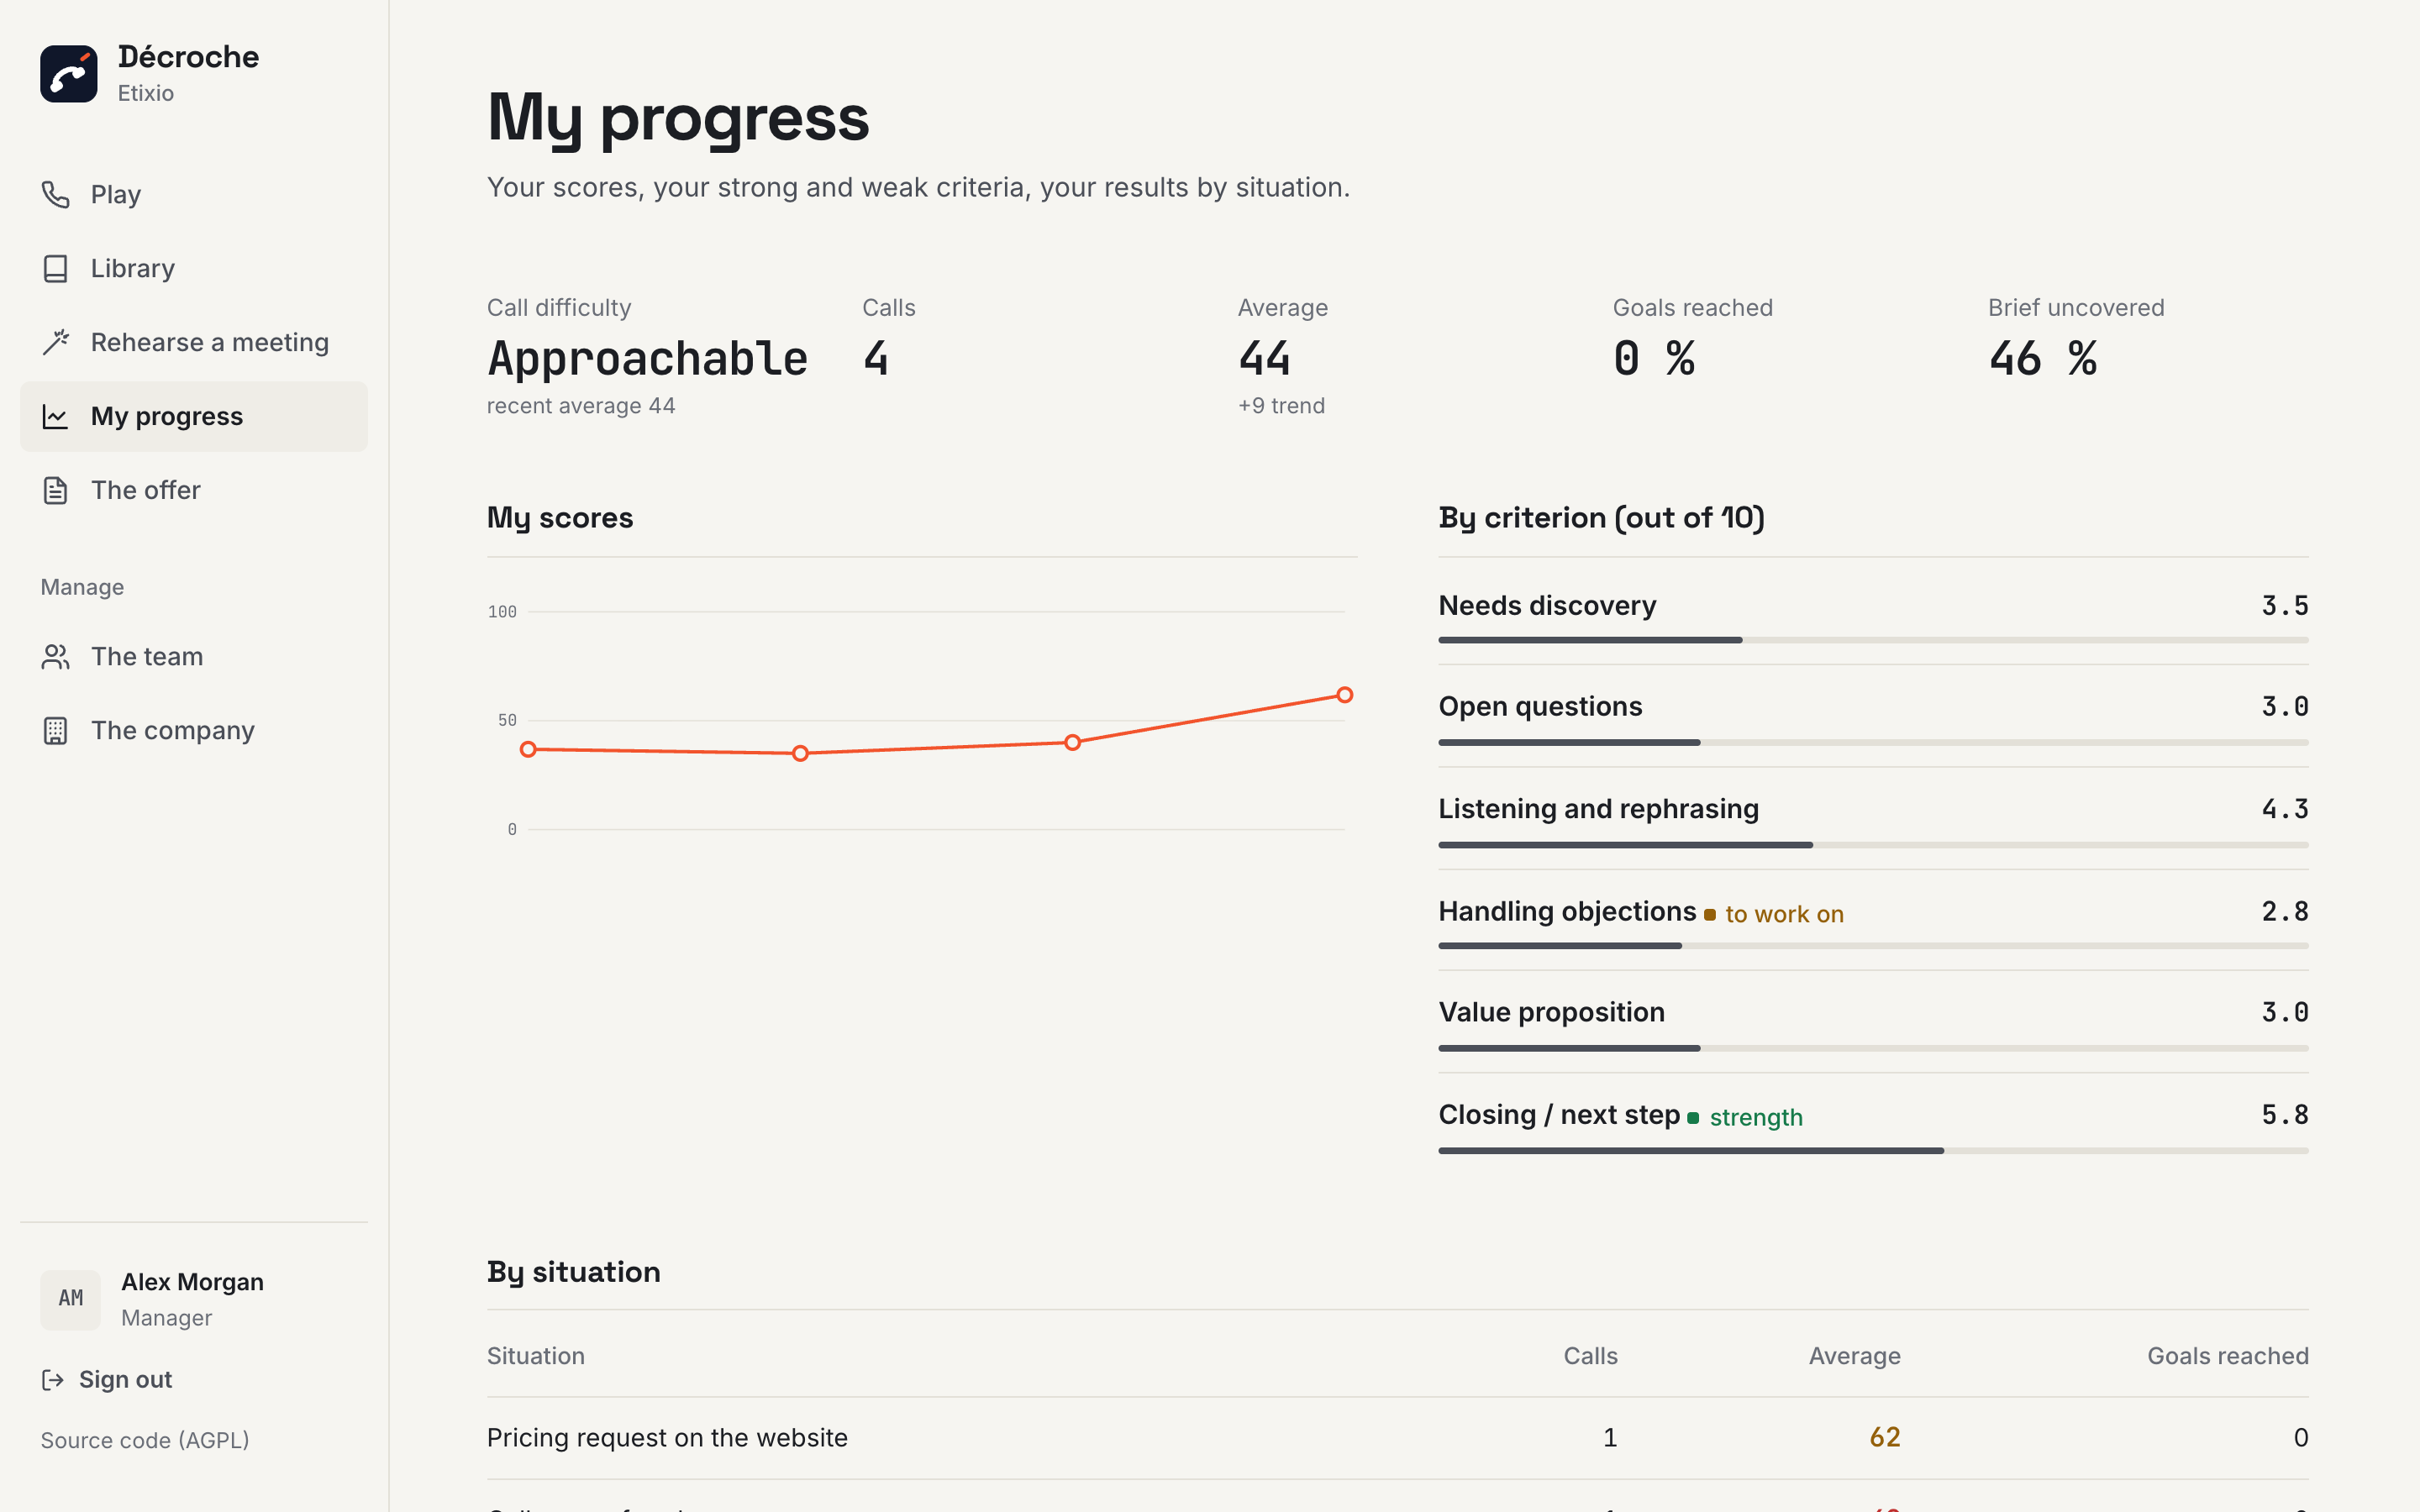 Décroche
Etixio
Play
Library
Rehearse a meeting
My progress
The offer
Manage
The team
The company
AM
Alex Morgan
Manager
Sign out
Source code (AGPL)
My progress
Your scores, your strong and weak criteria, your results by situation.
Call difficulty
Approachable
recent average 44
Calls
4
Average
44
+9 trend
Goals reached
0 %
Brief uncovered
46 %
My scores
100
50
0
By criterion (out of 10)
Needs discovery 3.5
Open questions 3.0
Listening and rephrasing 4.3
Handling objections to work on 2.8
Value proposition 3.0
Closing / next step strength 5.8
By situation
Situation Calls Average Goals reached
Pricing request on the website 1 62 0